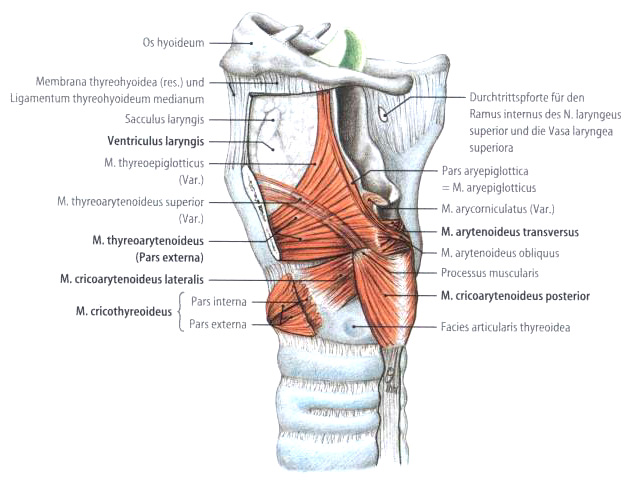 Os hyoideum
Membrana thyreohyoidea (res.) und
Ligamentum thyreohyoideum medianum
Sacculus laryngis
Ventriculus laryngis
M. thyreoepiglotticus
(Var.)
M. thyreoarytenoideus superior
(Var.)
M. thyreoarytenoideus
(Pars externa)
M. cricoarytenoideus lateralis
M. cricothyreoideus
Pars interna
Pars externa
Durchtrittspforte für den
Ramus internus des N. laryngeus
superior und die Vasa laryngea
superiora
Pars aryepiglottica
= M. aryepiglotticus
M. arycorniculatus (Var.)
M. arytenoideus transversus
M. arytenoideus obliquus
Processus muscularis
M. cricoarytenoideus posterior
Facies articularis thyreoidea